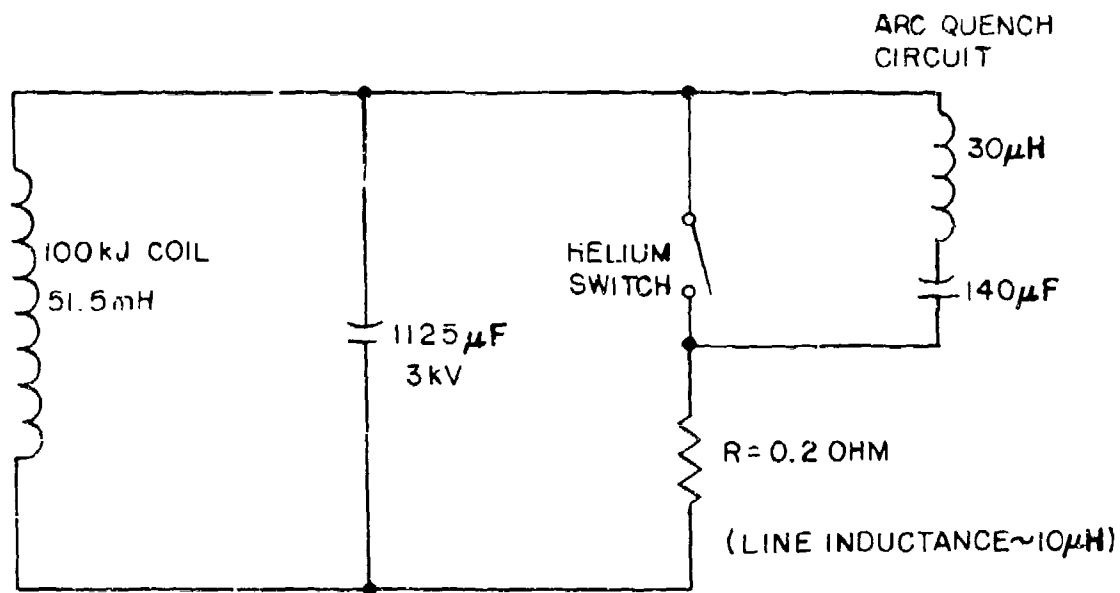 ARC QUENCH
CIRCUIT
30μH
100kJ COIL
51.5mH
HELIUM
SWITCH
140μF
1125μF
3kV
R=0.2 OHM
(LINE INDUCTANCE~10μH)